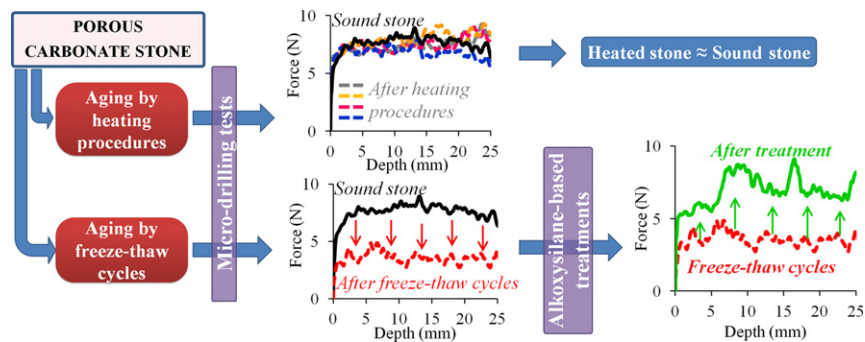 POROUS
CARBONATE STONE
Aging by
heating
procedures
Aging by
freeze-thaw
cycles
Micro-drilling tests
Force (N)
10
5
0
Sound stone
After heating
procedures
0 5 10 15 20 25
Depth (mm)
Heated stone ≈ Sound stone
Force (N)
10
5
0
Sound stone
After freeze-thaw cycles
0 5 10 15 20 25
Depth (mm)
Alkoxysilane-based
treatments
Force (N)
10
5
0
After treatment
Freeze-thaw cycles
0 5 10 15 20 25
Depth (mm)